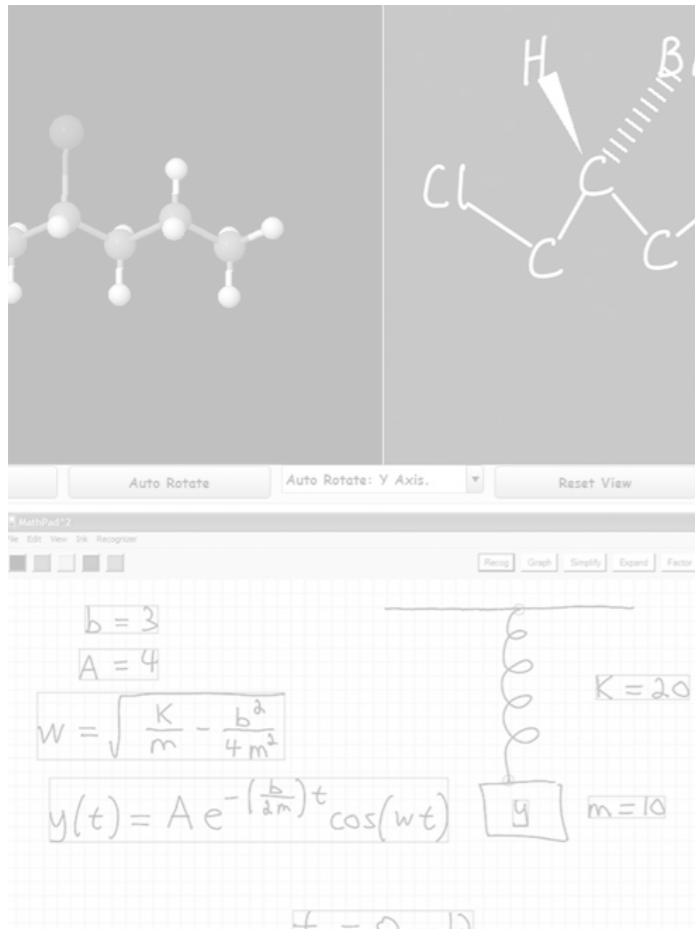 H
Cl
C
C
C
Auto Rotate
Auto Rotate: Y Axis.
Reset View
MathPad^2
File Edit View Ink Recognizer
Recog Graph Simplify Expand Factor
b = 3
A = 4
K = 20
w = √(K/m - b²/4m²)
y(t) = A e^-(b/2m)t cos(wt)
y
m = 10